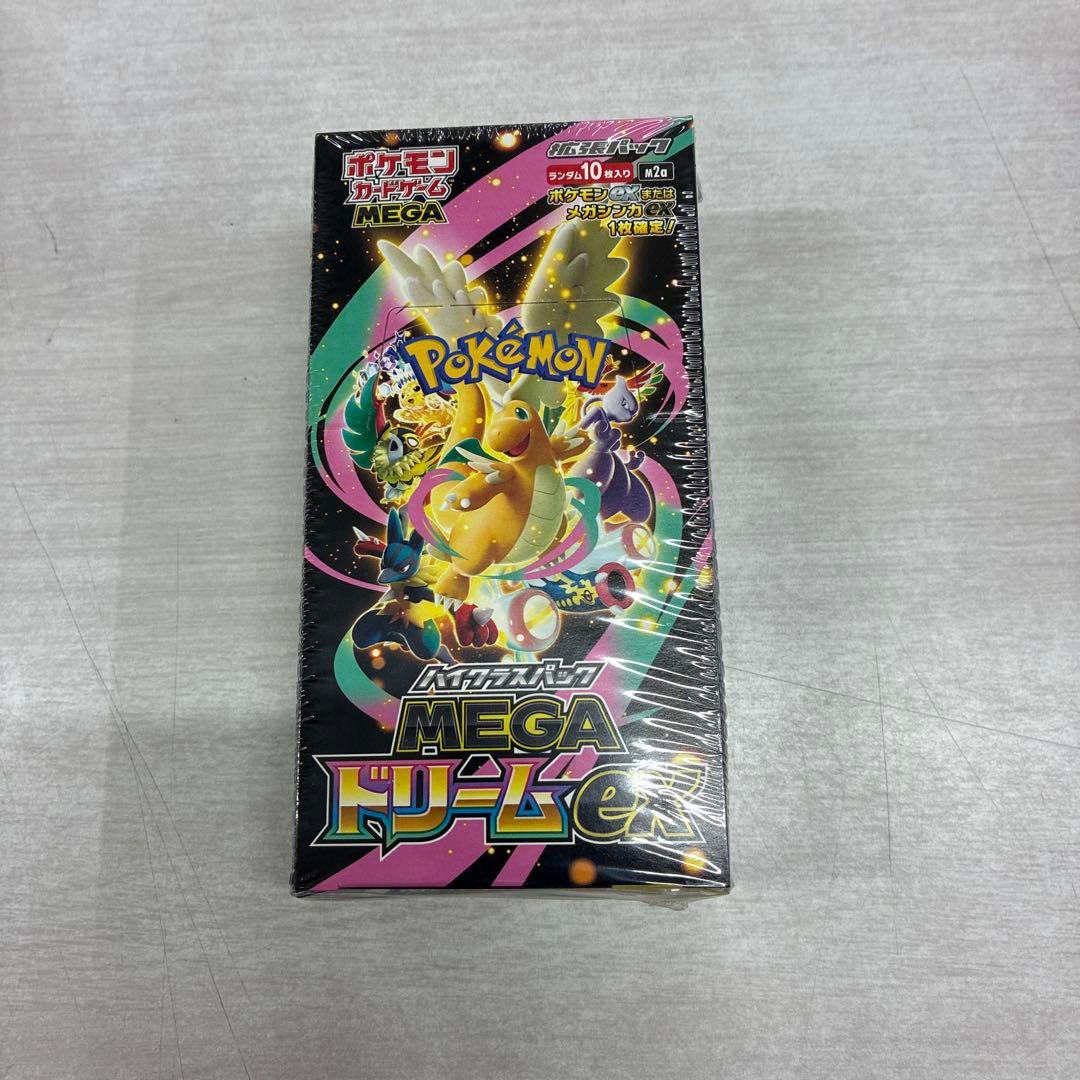 ポケモン
カードゲーム
MEGA
拡張パック
ランダム10枚入り M2a
ポケモンexまたは
メガシンカex
1枚確定!
POKéMON
ハイクラスパック
MEGA
ドリームex